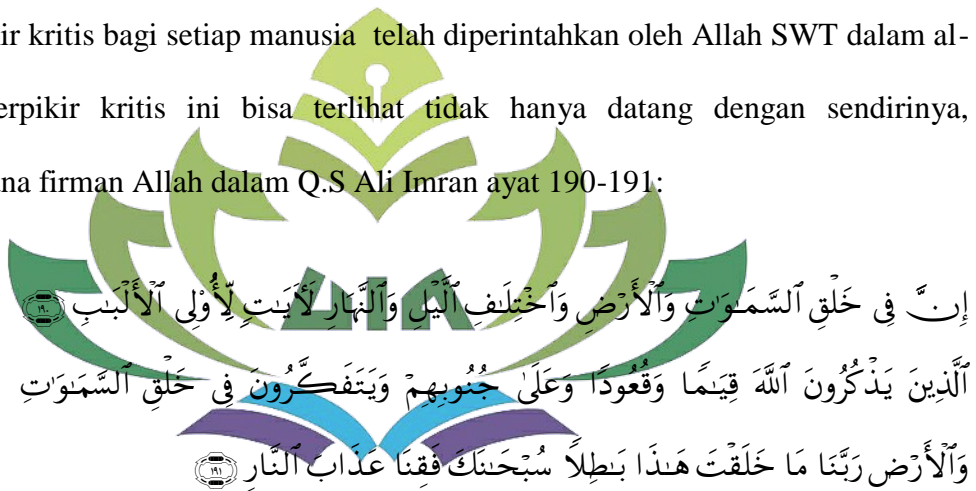 ir kritis bagi setiap manusia telah diperintahkan oleh Allah SWT dalam al-
erpikir kritis ini bisa terlihat tidak hanya datang dengan sendirinya,
na firman Allah dalam Q.S Ali Imran ayat 190-191:
إِنَّ فِى خَلْقِ ٱلسَّمَـٰوَٰتِ وَٱلْأَرْضِ وَٱخْتِلَـٰفِ ٱلَّيْلِ وَٱلنَّهَارِ لَـَٔايَـٰتٍ لِّأُو۟لِى ٱلْأَلْبَـٰبِ ١٩٠
ٱلَّذِينَ يَذْكُرُونَ ٱللَّهَ قِيَـٰمًا وَقُعُودًا وَعَلَىٰ جُنُوبِهِمْ وَيَتَفَكَّرُونَ فِى خَلْقِ ٱلسَّمَـٰوَٰتِ
وَٱلْأَرْضِ رَبَّنَا مَا خَلَقْتَ هَـٰذَا بَـٰطِلًا سُبْحَـٰنَكَ فَقِنَا عَذَابَ ٱلنَّارِ ١٩١